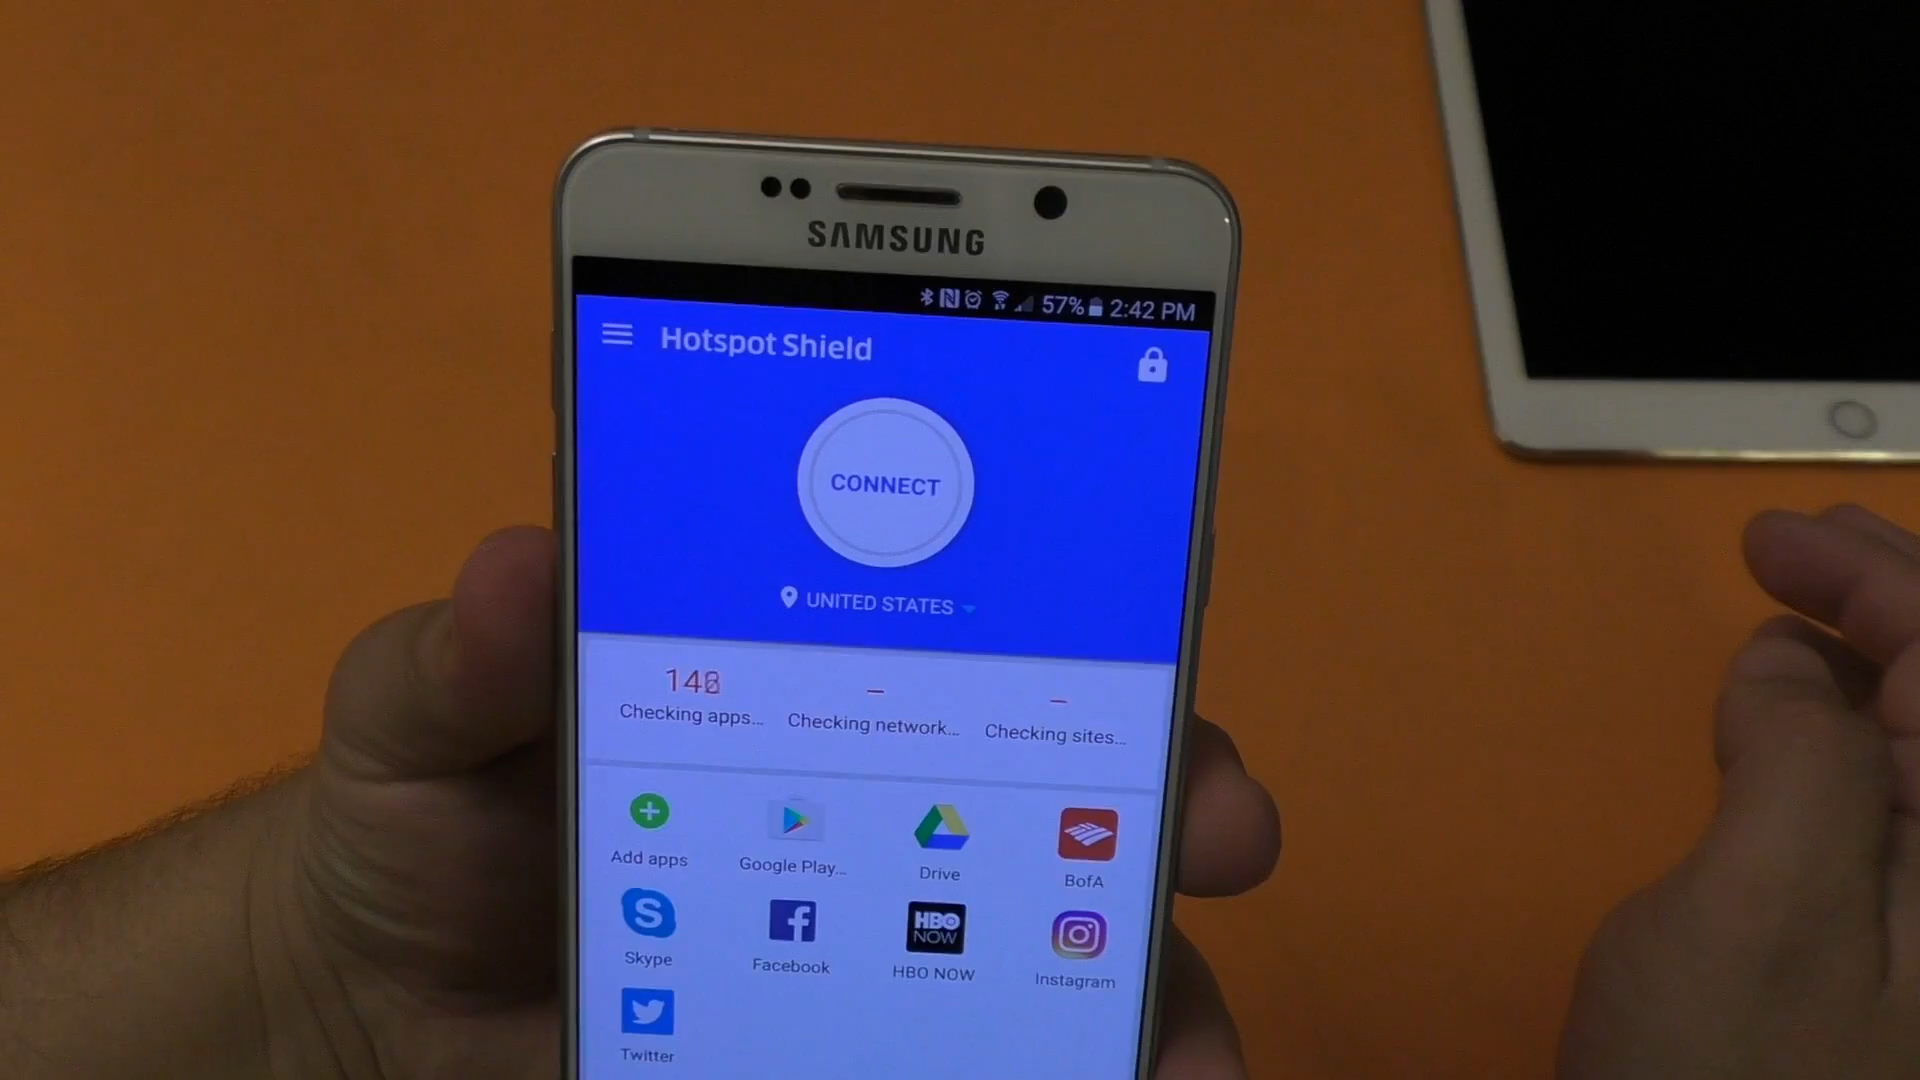 SAMSUNG
57% 2:42 PM
Hotspot Shield
CONNECT
UNITED STATES
Checking apps...
Checking network...
Checking sites...
Add apps
Google Play...
Drive
BofA
HBO
NOW
Skype
Facebook
HBO NOW
Instagram
Twitter